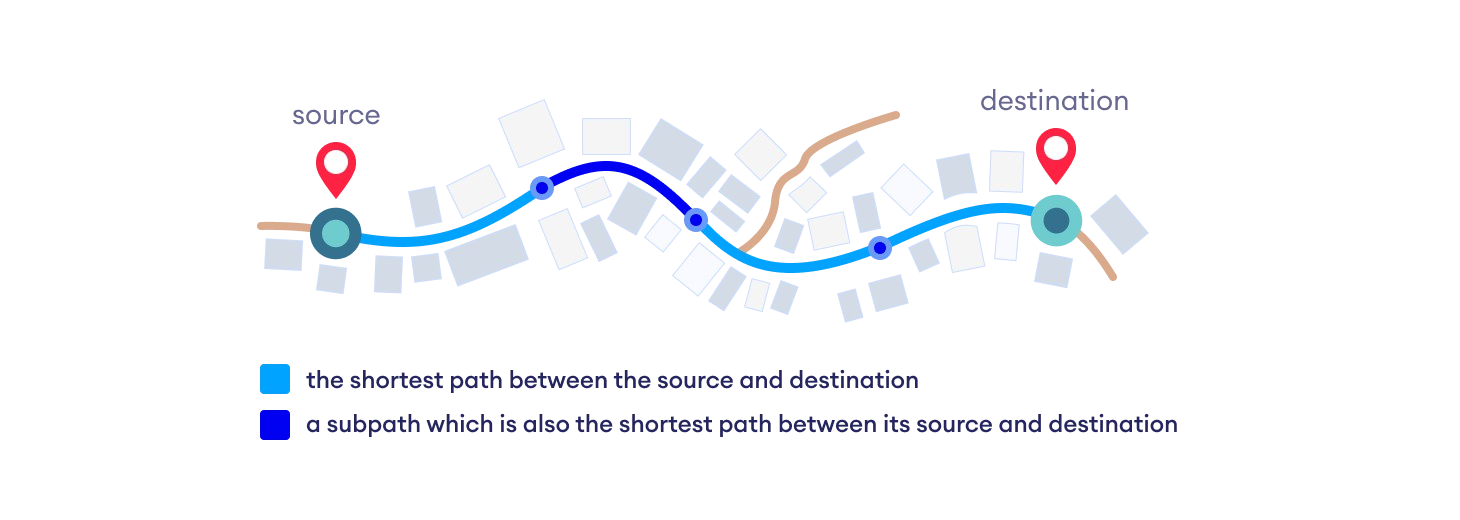 source
destination
the shortest path between the source and destination
a subpath which is also the shortest path between its source and destination